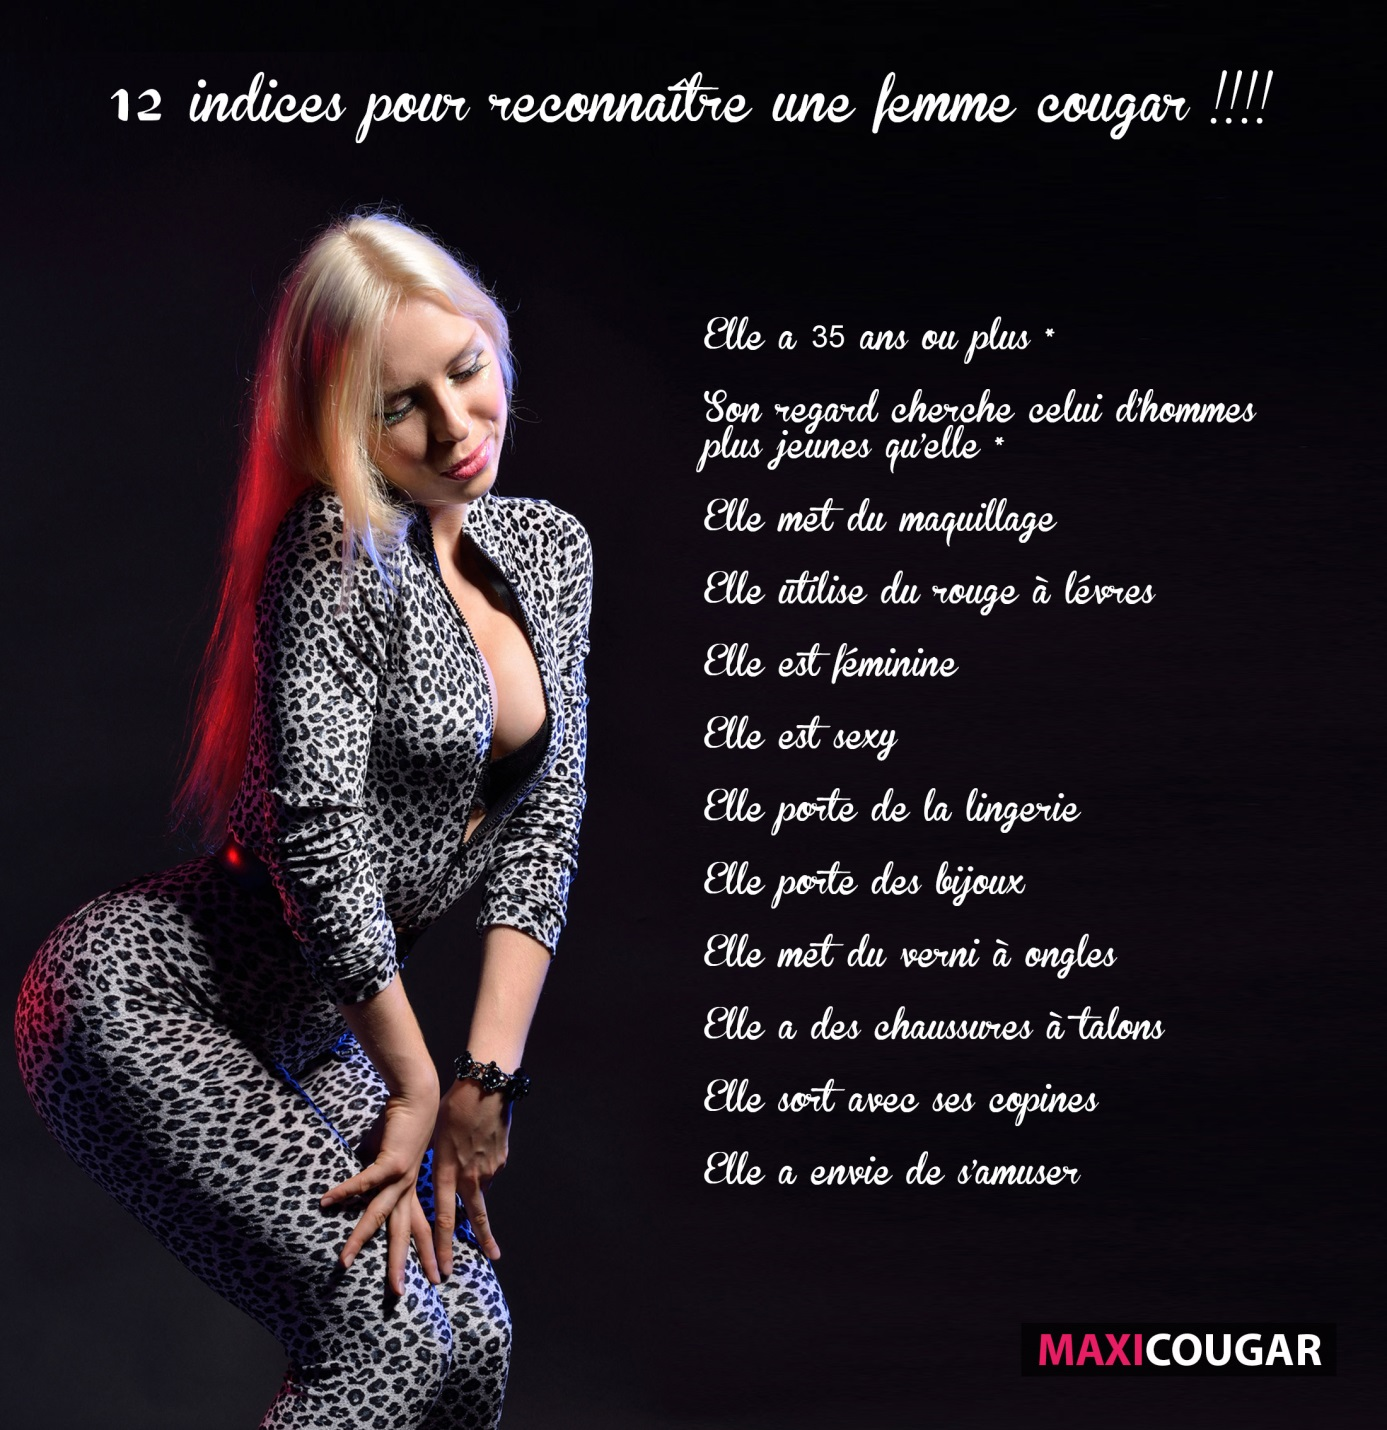 12 indices pour reconnaître une femme cougar !!!!
Elle a 35 ans ou plus *
Son regard cherche celui d'hommes
plus jeunes qu'elle *
Elle met du maquillage
Elle utilise du rouge à lévres
Elle est féminine
Elle est sexy
Elle porte de la lingerie
Elle porte des bijoux
Elle met du verni à ongles
Elle a des chaussures à talons
Elle sort avec ses copines
Elle a envie de s'amuser
MAXICOUGAR